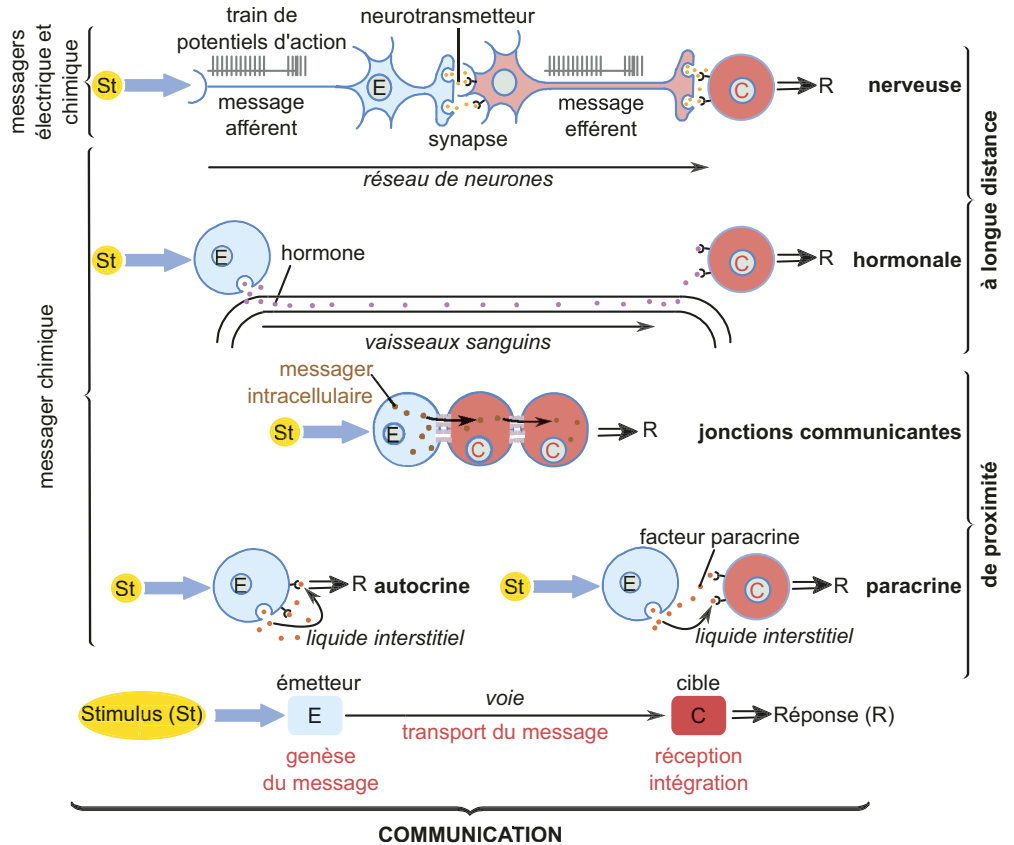 messagers
électrique et
chimique
train de
potentiels d'action
neurotransmetteur
St
E
C
R
nerveuse
message
afférent
synapse
message
efférent
réseau de neurones
à longue distance
St
E
hormone
C
R
hormonale
vaisseaux sanguins
messager chimique
messager
intracellulaire
St
E
C
C
R
jonctions communicantes
de proximité
St
E
R
autocrine
liquide interstitiel
facteur paracrine
St
E
C
R
paracrine
liquide interstitiel
émetteur
voie
cible
Stimulus (St)
E
transport du message
C
Réponse (R)
genèse
du message
réception
intégration
COMMUNICATION